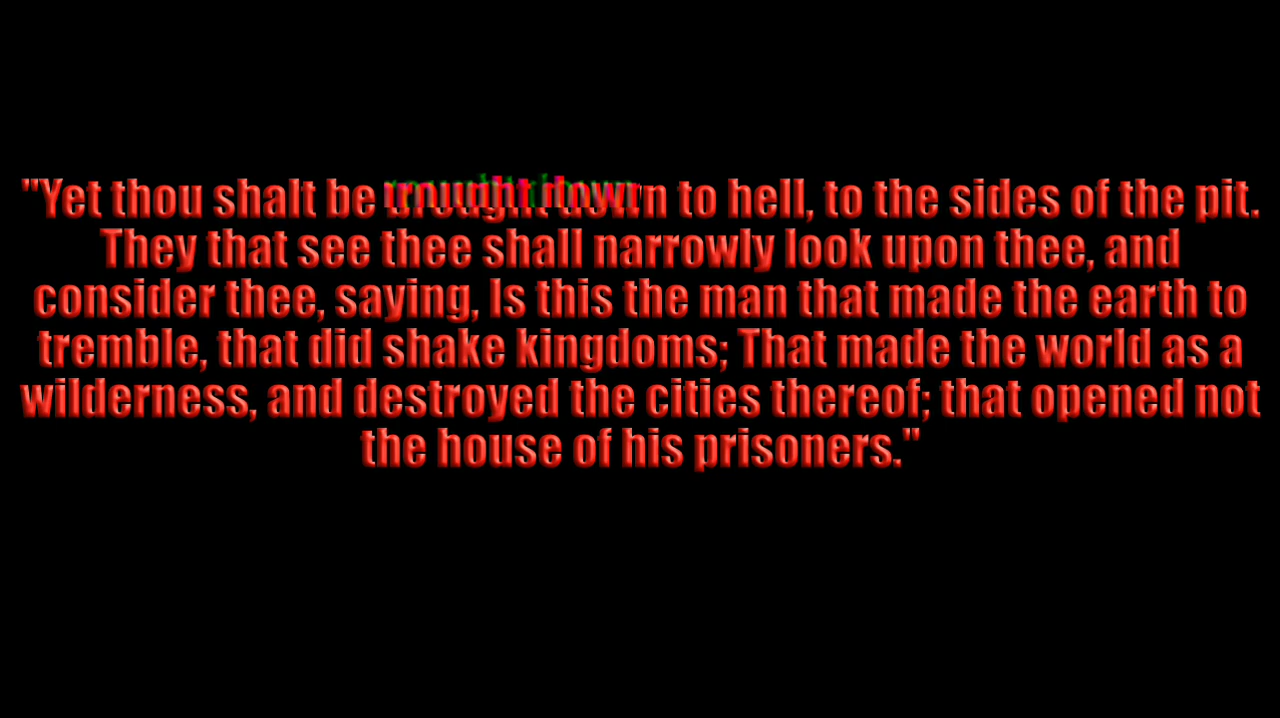 "Yet thou shalt be brought down to hell, to the sides of the pit.
They that see thee shall narrowly look upon thee, and
consider thee, saying, Is this the man that made the earth to
tremble, that did shake kingdoms; That made the world as a
wilderness, and destroyed the cities thereof; that opened not
the house of his prisoners."